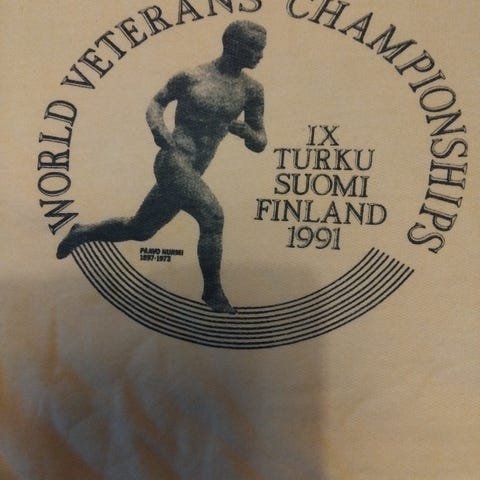 WORLD VETERANS CHAMPIONSHIPS
IX
TURKU
SUOMI
FINLAND
1991
PAAVO NURMI
1897-1973